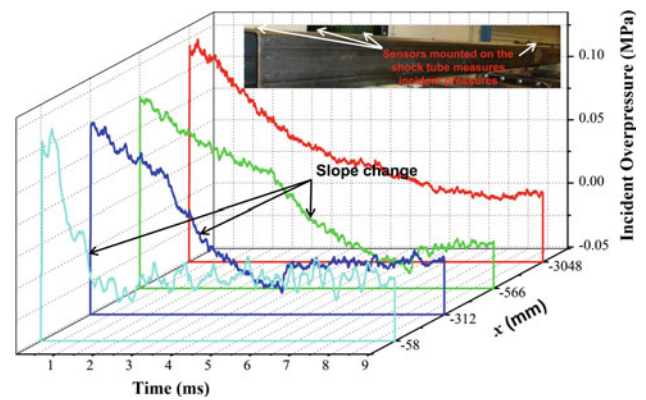 Sensors mounted on the
shock tube measures
incident pressures
Slope change
0.10
0.05
0.00
-0.05
Incident Overpressure (MPa)
-3048
-566
-312
-58
x (mm)
1 2 3 4 5 6 7 8 9
Time (ms)